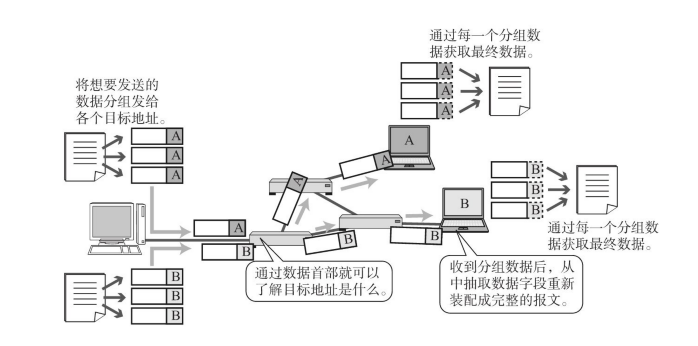 通过每一个分组数
据获取最终数据。
A
A
A
将想要发送的
数据分组发给
各个目标地址。
A
A
A
A
A
A
A
B
B
B
B
通过每一个分组数
据获取最终数据。
A
B
B
B
通过数据首部就可以
了解目标地址是什么。
收到分组数据后，从
中抽取数据字段重新
装配成完整的报文。
B
B
B